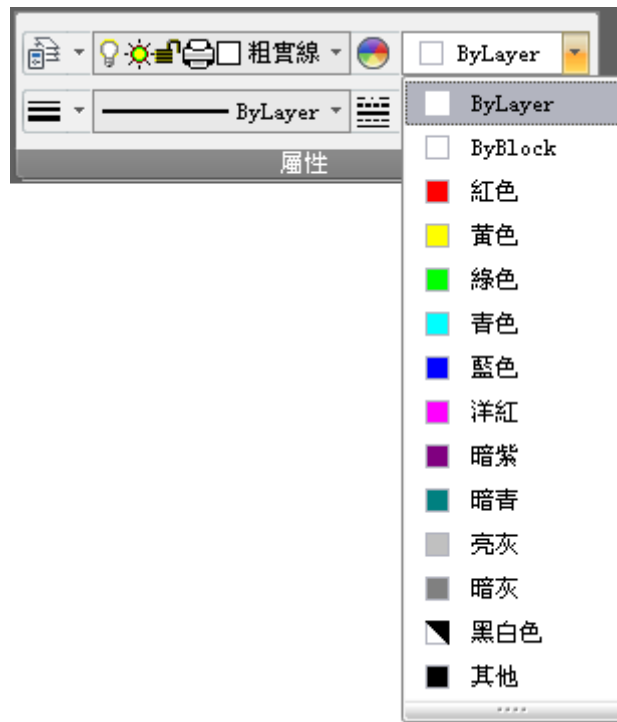 粗實線 ByLayer
ByLayer
屬性
ByLayer
ByBlock
紅色
黃色
綠色
青色
藍色
洋紅
暗紫
暗青
亮灰
暗灰
黑白色
其他